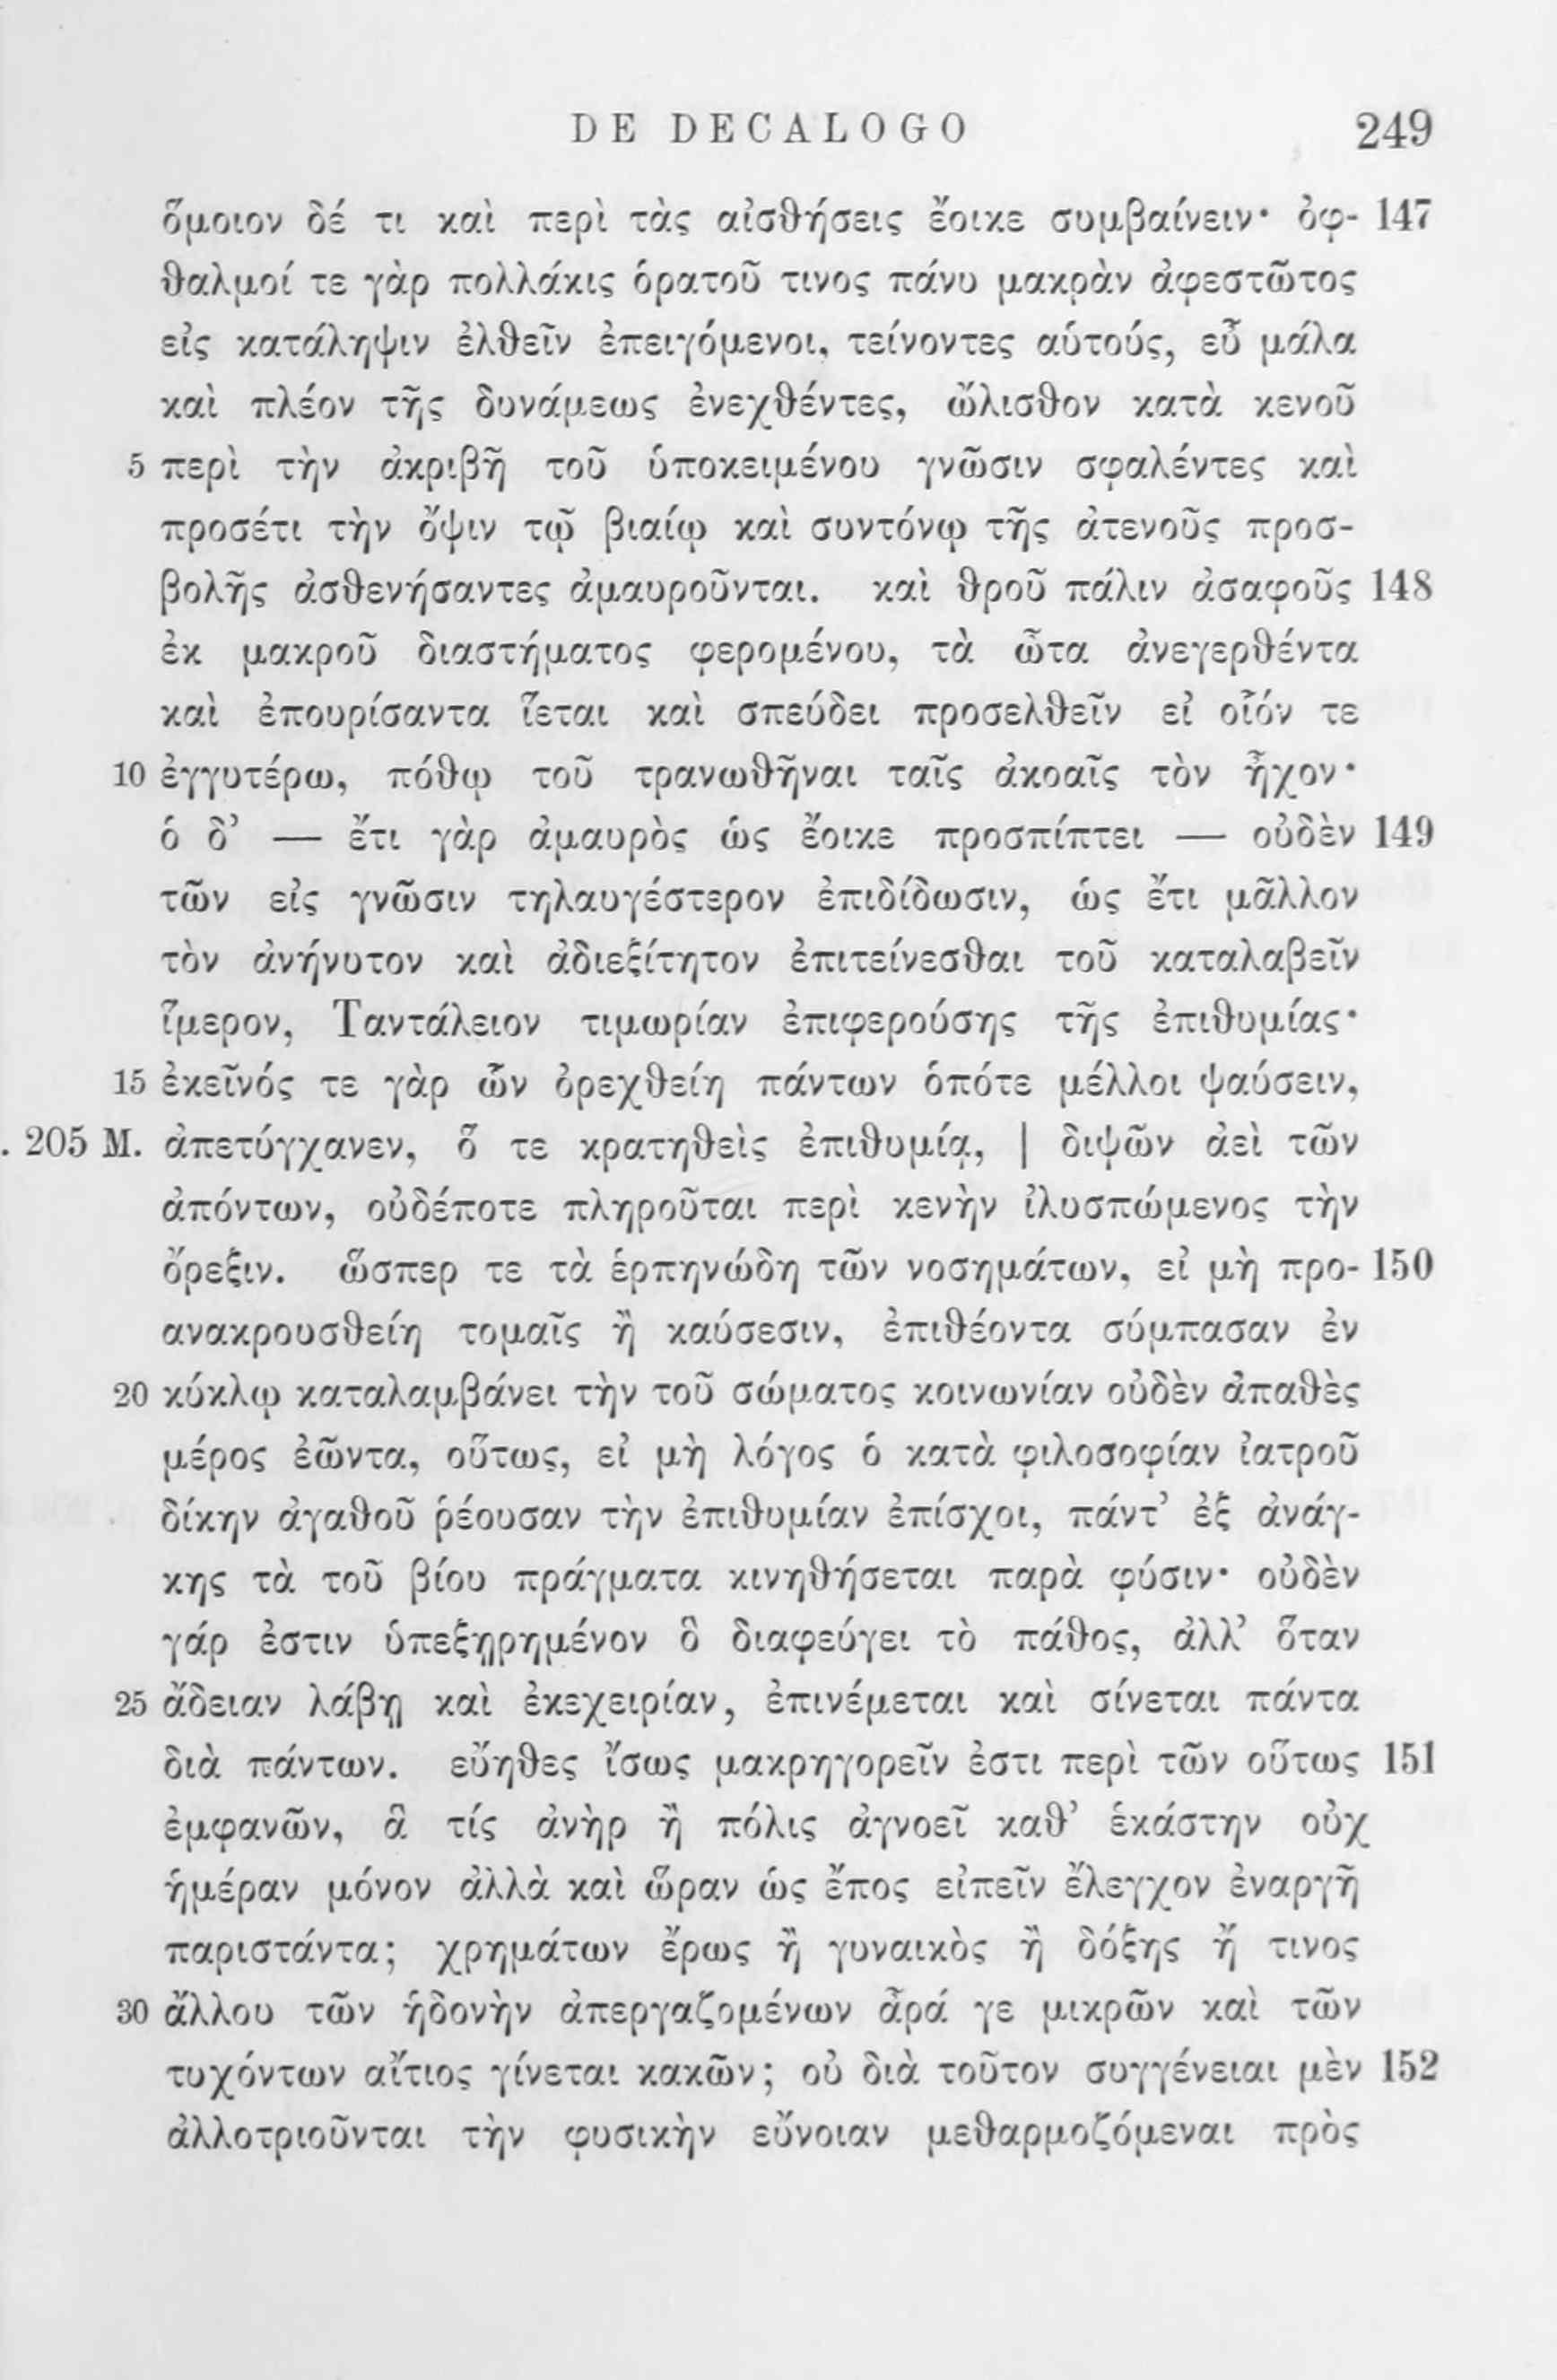 DE DECALOGO 249
ὅμοιον δέ τι καὶ περὶ τὰς αἰσθήσεις ἔοικε συμβαίνειν· ὀφ- 147
θαλμοί τε γὰρ πολλάκις ὁρατοῦ τινος πάνυ μακρὰν ἀφεστῶτος
εἰς κατάληψιν ἐλθεῖν ἐπειγόμενοι, τείνοντες αὑτούς, εὖ μάλα
καὶ πλέον τῆς δυνάμεως ἐνεχθέντες, ὤλισθον κατὰ κενοῦ
5 περὶ τὴν ἀκριβῆ τοῦ ὑποκειμένου γνῶσιν σφαλέντες καὶ
προσέτι τὴν ὄψιν τῷ βιαίῳ καὶ συντόνῳ τῆς ἀτενοῦς προσ-
βολῆς ἀσθενήσαντες ἀμαυροῦνται. καὶ θροῦ πάλιν ἀσαφοῦς 148
ἐκ μακροῦ διαστήματος φερομένου, τὰ ὦτα ἀνεγερθέντα
καὶ ἐπουρίσαντα ἵεται καὶ σπεύδει προσελθεῖν εἰ οἷόν τε
10 ἐγγυτέρω, πόθῳ τοῦ τρανωθῆναι ταῖς ἀκοαῖς τὸν ἦχον·
ὁ δ’ — ἔτι γὰρ ἀμαυρὸς ὡς ἔοικε προσπίπτει — οὐδὲν 149
τῶν εἰς γνῶσιν τηλαυγέστερον ἐπιδίδωσιν, ὡς ἔτι μᾶλλον
τὸν ἀνήνυτον καὶ ἀδιεξίτητον ἐπιτείνεσθαι τοῦ καταλαβεῖν
ἵμερον, Ταντάλειον τιμωρίαν ἐπιφερούσης τῆς ἐπιθυμίας·
15 ἐκεῖνός τε γὰρ ὧν ὀρεχθείη πάντων ὁπότε μέλλοι ψαύσειν,
. 205 M. ἀπετύγχανεν, ὅ τε κρατηθεὶς ἐπιθυμίᾳ, | διψῶν ἀεὶ τῶν
ἀπόντων, οὐδέποτε πληροῦται περὶ κενὴν ἰλυσπώμενος τὴν
ὄρεξιν. ὥσπερ τε τὰ ἑρπηνώδη τῶν νοσημάτων, εἰ μὴ προ- 150
ανακρουσθείη τομαῖς ἢ καύσεσιν, ἐπιθέοντα σύμπασαν ἐν
20 κύκλῳ καταλαμβάνει τὴν τοῦ σώματος κοινωνίαν οὐδὲν ἀπαθὲς
μέρος ἐῶντα, οὕτως, εἰ μὴ λόγος ὁ κατὰ φιλοσοφίαν ἰατροῦ
δίκην ἀγαθοῦ ῥέουσαν τὴν ἐπιθυμίαν ἐπίσχοι, πάντ’ ἐξ ἀνάγ-
κης τὰ τοῦ βίου πράγματα κινηθήσεται παρὰ φύσιν· οὐδὲν
γάρ ἐστιν ὑπεξῃρημένον ὃ διαφεύγει τὸ πάθος, ἀλλ’ ὅταν
25 ἄδειαν λάβῃ καὶ ἐκεχειρίαν, ἐπινέμεται καὶ σίνεται πάντα
διὰ πάντων. εὔηθες ἴσως μακρηγορεῖν ἐστι περὶ τῶν οὕτως 151
ἐμφανῶν, ἃ τίς ἀνὴρ ἢ πόλις ἀγνοεῖ καθ’ ἑκάστην οὐχ
ἡμέραν μόνον ἀλλὰ καὶ ὥραν ὡς ἔπος εἰπεῖν ἔλεγχον ἐναργῆ
παριστάντα; χρημάτων ἔρως ἢ γυναικὸς ἢ δόξης ἤ τινος
30 ἄλλου τῶν ἡδονὴν ἀπεργαζομένων ἆρά γε μικρῶν καὶ τῶν
τυχόντων αἴτιος γίνεται κακῶν; οὐ διὰ τοῦτον συγγένειαι μὲν 152
ἀλλοτριοῦνται τὴν φυσικὴν εὔνοιαν μεθαρμοζόμεναι πρὸς